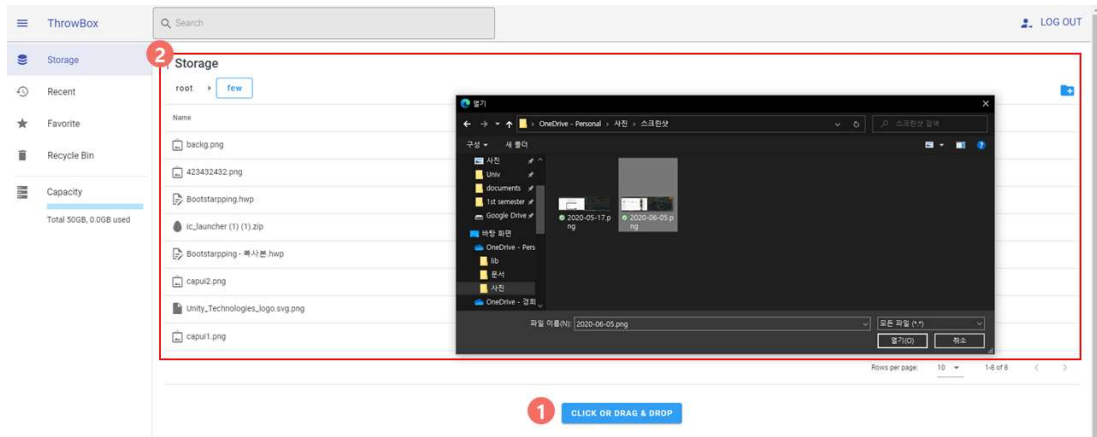 ThrowBox
Search
LOG OUT
Storage
Recent
Favorite
Recycle Bin
Capacity
Total 50GB, 0.0GB used
2
Storage
root
few
Name
backg.png
423432432.png
Bootstarpping.hwp
ic_launcher (1) (1).zip
Bootstarpping - 복사본.hwp
capui2.png
Unity_Technologies_logo.svg.png
capui1.png
열기
OneDrive - Personal › 사진 › 스크린샷
스크린샷 검색
구성
새 폴더
사진
Univ
documents
1st semester
Google Drive
바탕 화면
OneDrive - Pers
lib
문서
사진
OneDrive - 경희
2020-05-17.p
ng
2020-06-05.p
ng
파일 이름(N):
2020-06-05.png
모든 파일 (*.*)
열기(O)
취소
Rows per page:
10
1-8 of 8
1
CLICK OR DRAG & DROP